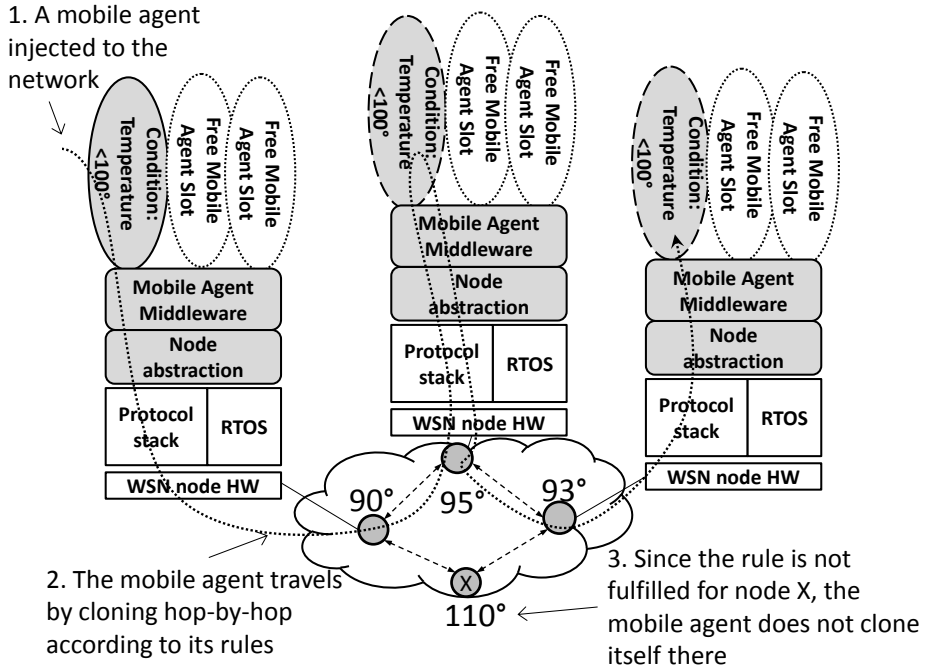 1. A mobile agent
injected to the
network
Condition:
Temperature
<100°
Free Mobile
Agent Slot
Free Mobile
Agent Slot
Mobile Agent
Middleware
Node
abstraction
Protocol
stack
RTOS
WSN node HW
Condition:
Temperature
<100°
Free Mobile
Agent Slot
Free Mobile
Agent Slot
Mobile Agent
Middleware
Node
abstraction
Protocol
stack
RTOS
WSN node HW
Condition:
Temperature
<100°
Free Mobile
Agent Slot
Free Mobile
Agent Slot
Mobile Agent
Middleware
Node
abstraction
Protocol
stack
RTOS
WSN node HW
90°
95°
93°
X
110°
2. The mobile agent travels
by cloning hop-by-hop
according to its rules
3. Since the rule is not
fulfilled for node X, the
mobile agent does not clone
itself there